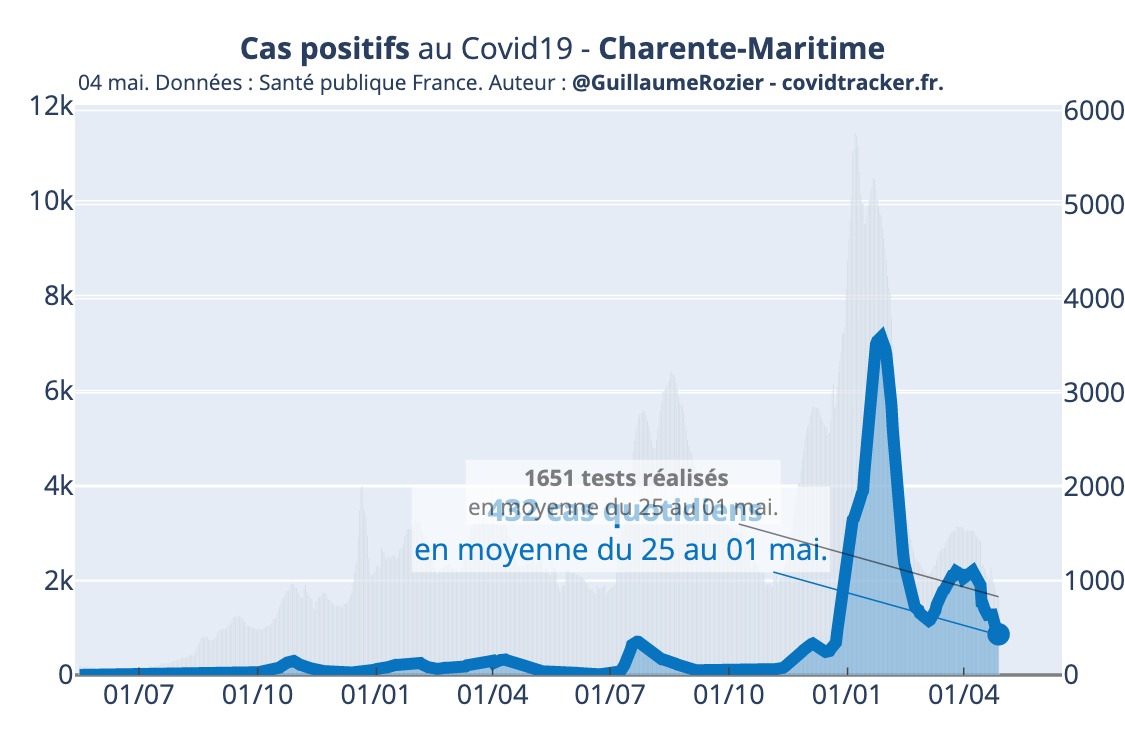 Cas positifs au Covid19 - Charente-Maritime
04 mai. Données : Santé publique France. Auteur : @GuillaumeRozier - covidtracker.fr.
12k
10k
8k
6k
4k
2k
0
6000
5000
4000
3000
2000
1000
0
1651 tests réalisés
en moyenne du 25 au 01 mai.
432 cas quotidiens
en moyenne du 25 au 01 mai.
01/07
01/10
01/01
01/04
01/07
01/10
01/01
01/04